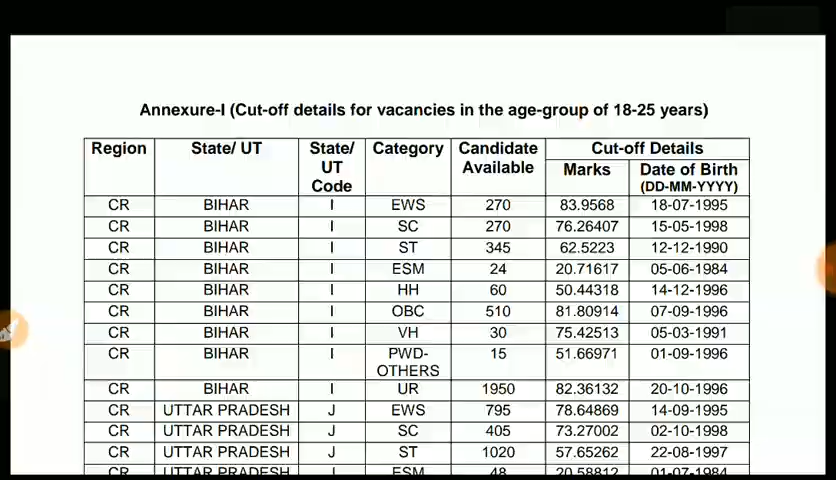 Annexure-I (Cut-off details for vacancies in the age-group of 18-25 years)
Region State/ UT State/ UT Code Category Candidate Available Cut-off Details
Marks Date of Birth (DD-MM-YYYY)
CR BIHAR I EWS 270 83.9568 18-07-1995
CR BIHAR I SC 270 76.26407 15-05-1998
CR BIHAR I ST 345 62.5223 12-12-1990
CR BIHAR I ESM 24 20.71617 05-06-1984
CR BIHAR I HH 60 50.44318 14-12-1996
CR BIHAR I OBC 510 81.80914 07-09-1996
CR BIHAR I VH 30 75.42513 05-03-1991
CR BIHAR I PWD-OTHERS 15 51.66971 01-09-1996
CR BIHAR I UR 1950 82.36132 20-10-1996
CR UTTAR PRADESH J EWS 795 78.64869 14-09-1995
CR UTTAR PRADESH J SC 405 73.27002 02-10-1998
CR UTTAR PRADESH J ST 1020 57.65262 22-08-1997
CR UTTAR PRADESH J ESM 48 20.58812 01-07-1984